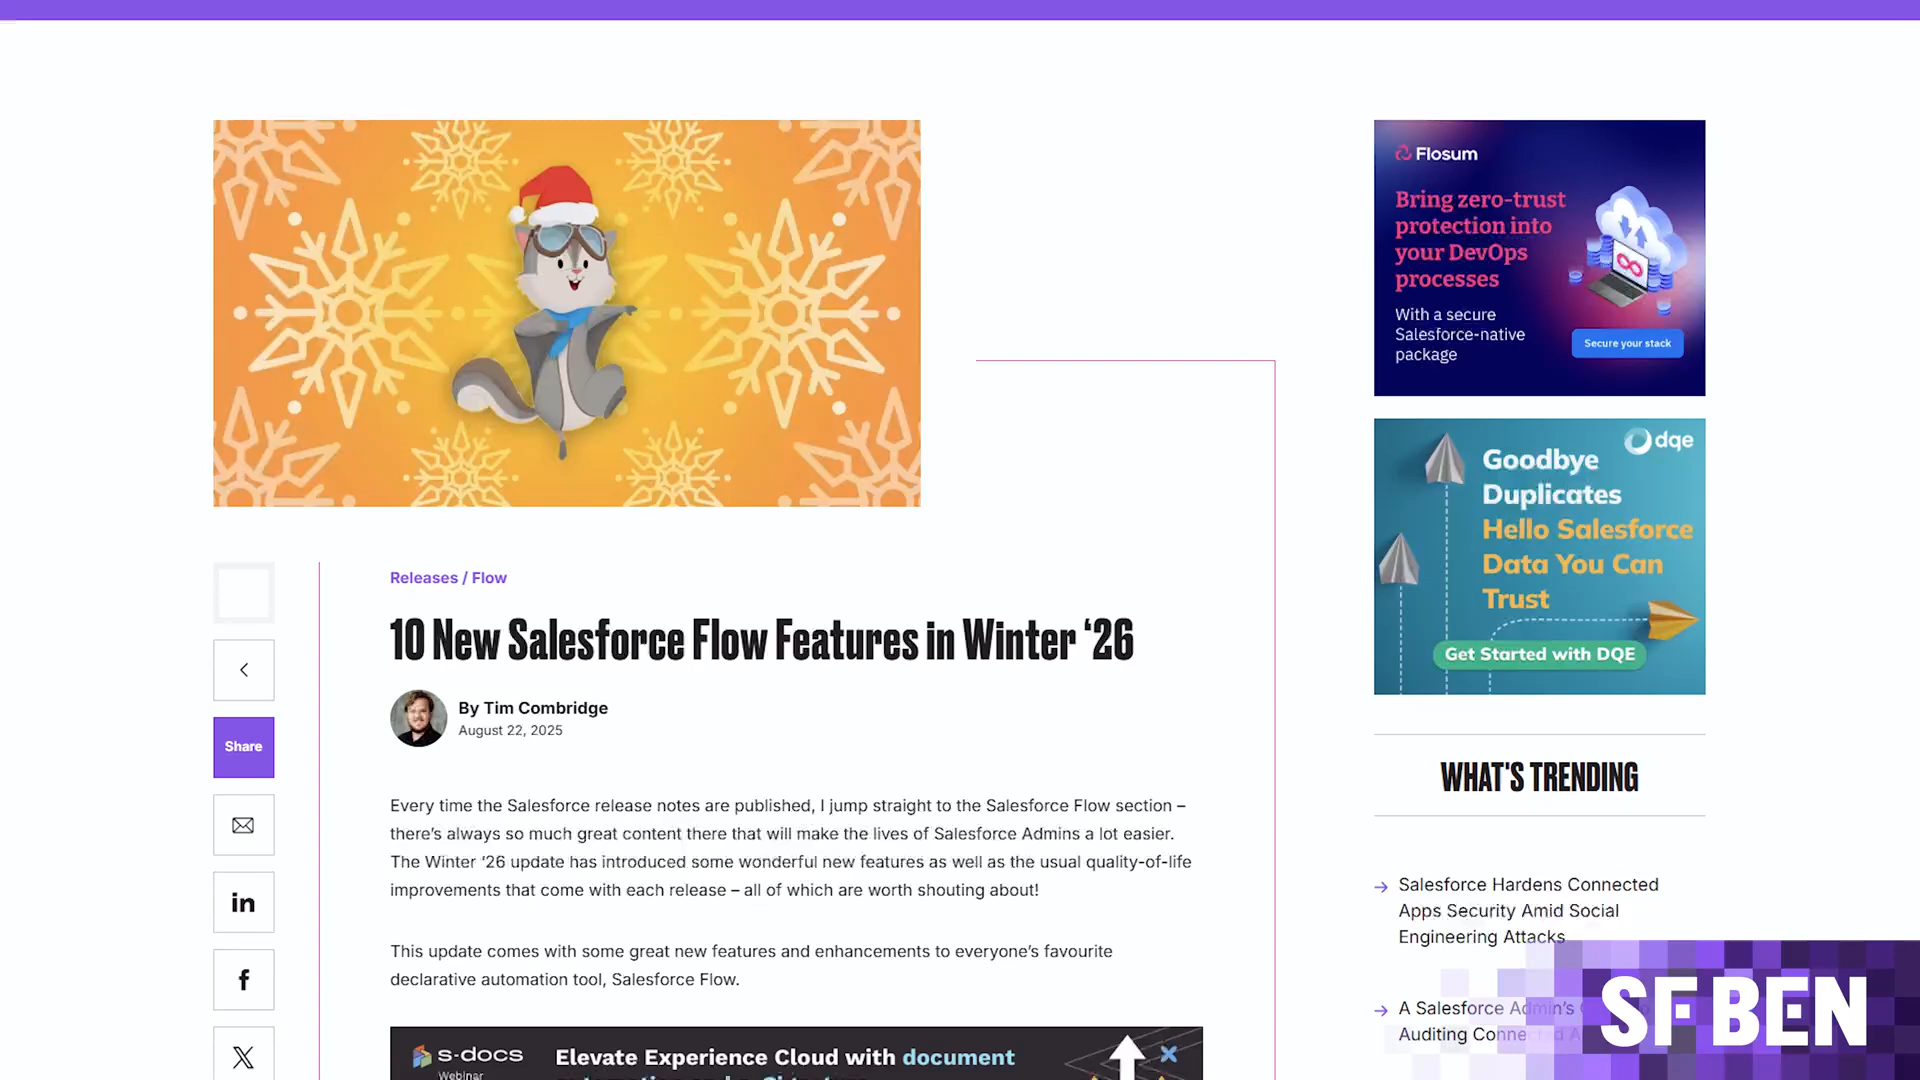 Flosum
Bring zero-trust
protection into
your DevOps
processes
With a secure
Salesforce-native
package
Secure your stack
dqe
Goodbye
Duplicates
Hello Salesforce
Data You Can
Trust
Get Started with DQE
Releases / Flow
10 New Salesforce Flow Features in Winter ‘26
By Tim Combridge
August 22, 2025
Share
in
f
X
Every time the Salesforce release notes are published, I jump straight to the Salesforce Flow section –
there’s always so much great content there that will make the lives of Salesforce Admins a lot easier.
The Winter ‘26 update has introduced some wonderful new features as well as the usual quality-of-life
improvements that come with each release – all of which are worth shouting about!
This update comes with some great new features and enhancements to everyone’s favourite
declarative automation tool, Salesforce Flow.
s-docs
Webinar
Elevate Experience Cloud with document
WHAT'S TRENDING
Salesforce Hardens Connected
Apps Security Amid Social
Engineering Attacks
A Salesforce Admin’s
Auditing
SF BEN